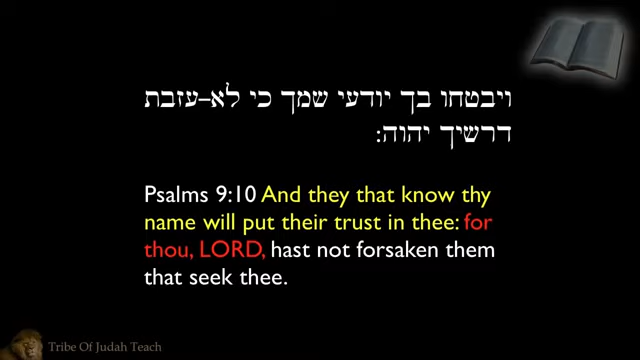 ויבטחו בך יודעי שמך כי לא–עזבת
דרשיך יהוה:
Psalms 9:10 And they that know thy
name will put their trust in thee: for
thou, LORD, hast not forsaken them
that seek thee.
Tribe Of Judah Teach